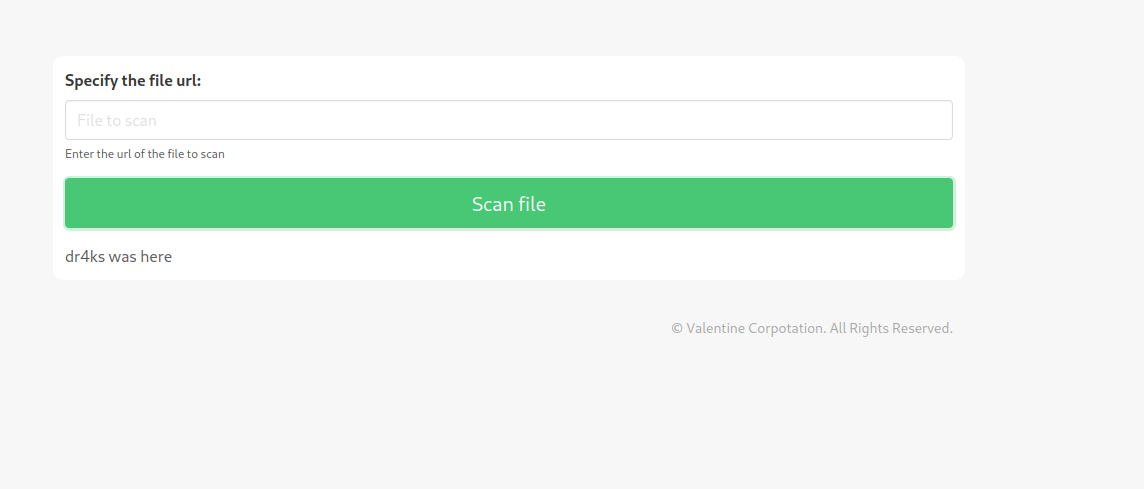 Specify the file url:
File to scan
Enter the url of the file to scan
Scan file
dr4ks was here
© Valentine Corpotation. All Rights Reserved.